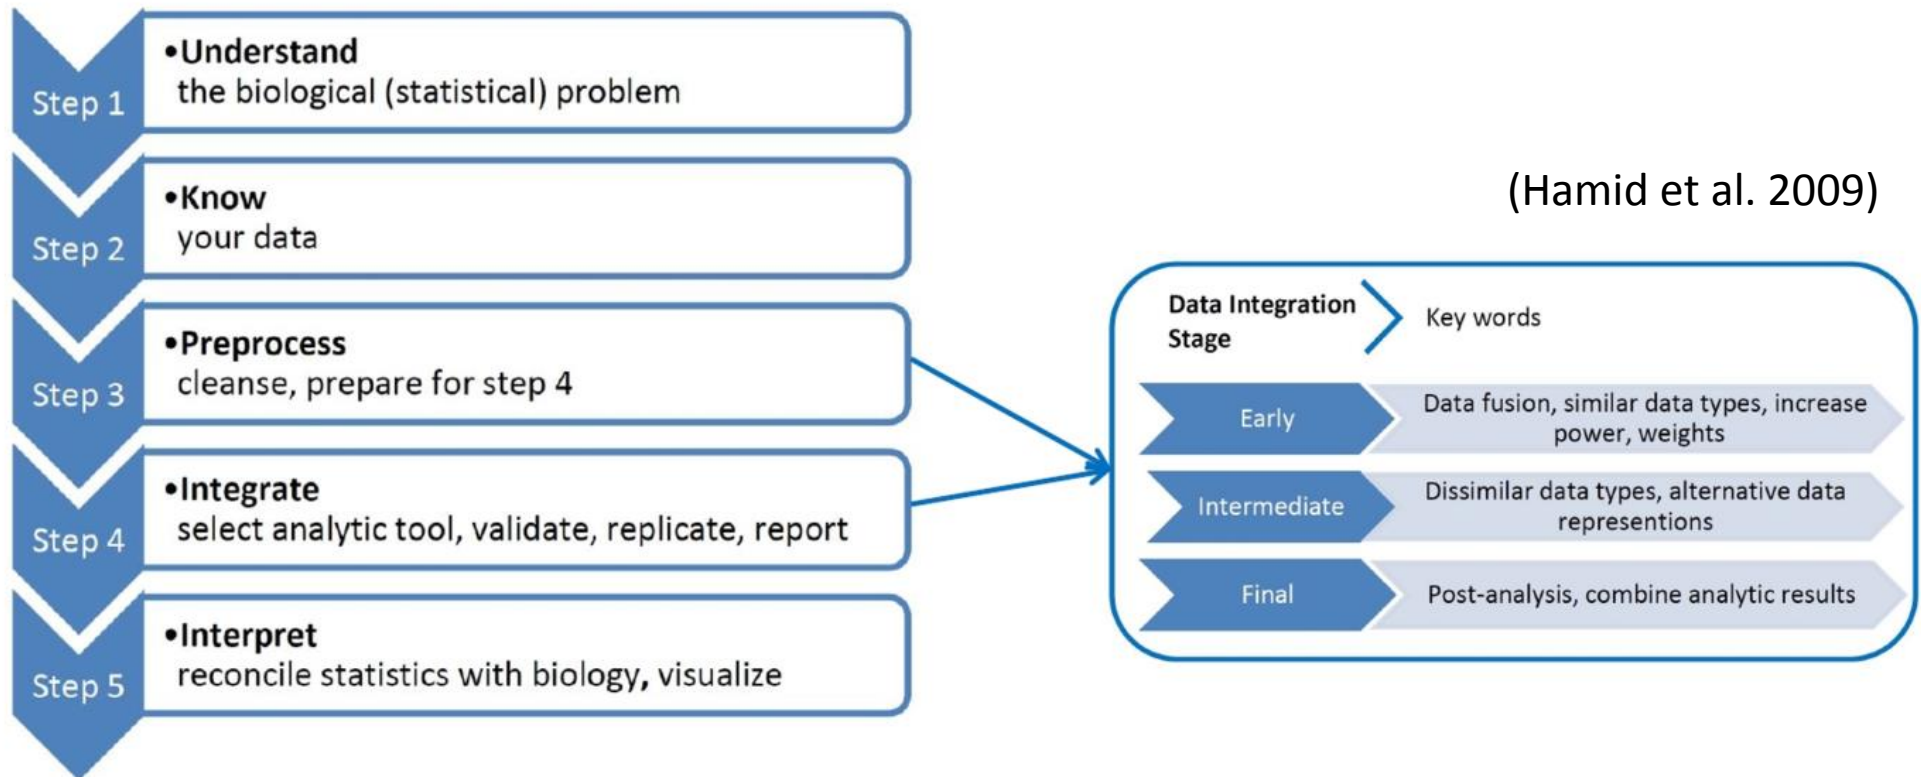 Step 1
•Understand
the biological (statistical) problem
Step 2
•Know
your data
Step 3
•Preprocess
cleanse, prepare for step 4
Step 4
•Integrate
select analytic tool, validate, replicate, report
Step 5
•Interpret
reconcile statistics with biology, visualize
(Hamid et al. 2009)
Data Integration
Stage
Key words
Early
Data fusion, similar data types, increase
power, weights
Intermediate
Dissimilar data types, alternative data
representions
Final
Post-analysis, combine analytic results